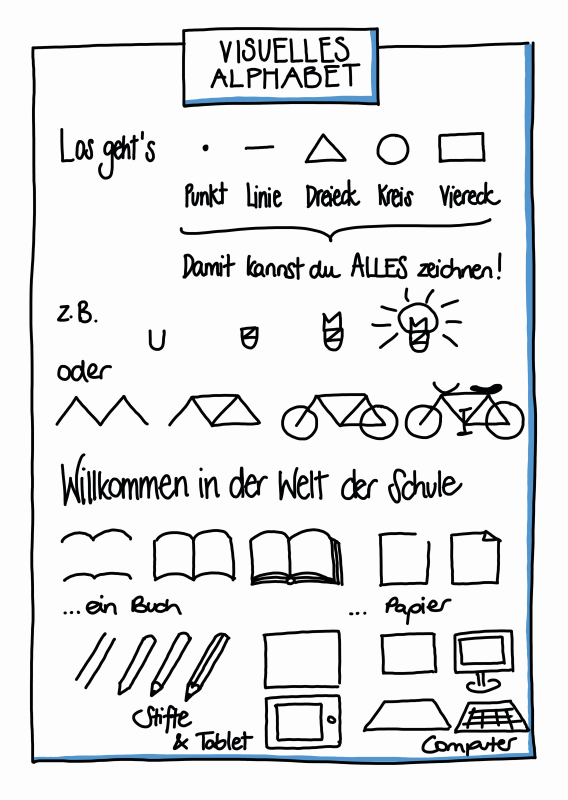 VISUELLES
ALPHABET
Los geht's
Punkt Linie Dreieck Kreis Viereck
Damit kannst du ALLES zeichnen!
z.B.
oder
Willkommen in der Welt der Schule
...ein Buch ... Papier
Stifte
& Tablet Computer